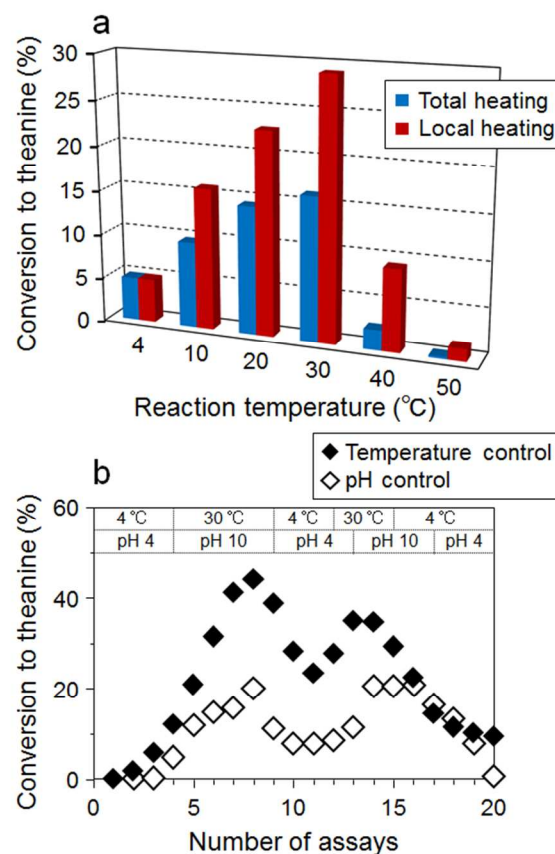 a
Conversion to theanine (%)
30
25
20
15
10
5
0
Total heating
Local heating
4 10 20 30 40 50
Reaction temperature (℃)
b
Temperature control
pH control
Conversion to theanine (%)
60
40
20
0
4 ℃ 30 ℃ 4 ℃ 30 ℃ 4 ℃
pH 4 pH 10 pH 4 pH 10 pH 4
0 5 10 15 20
Number of assays